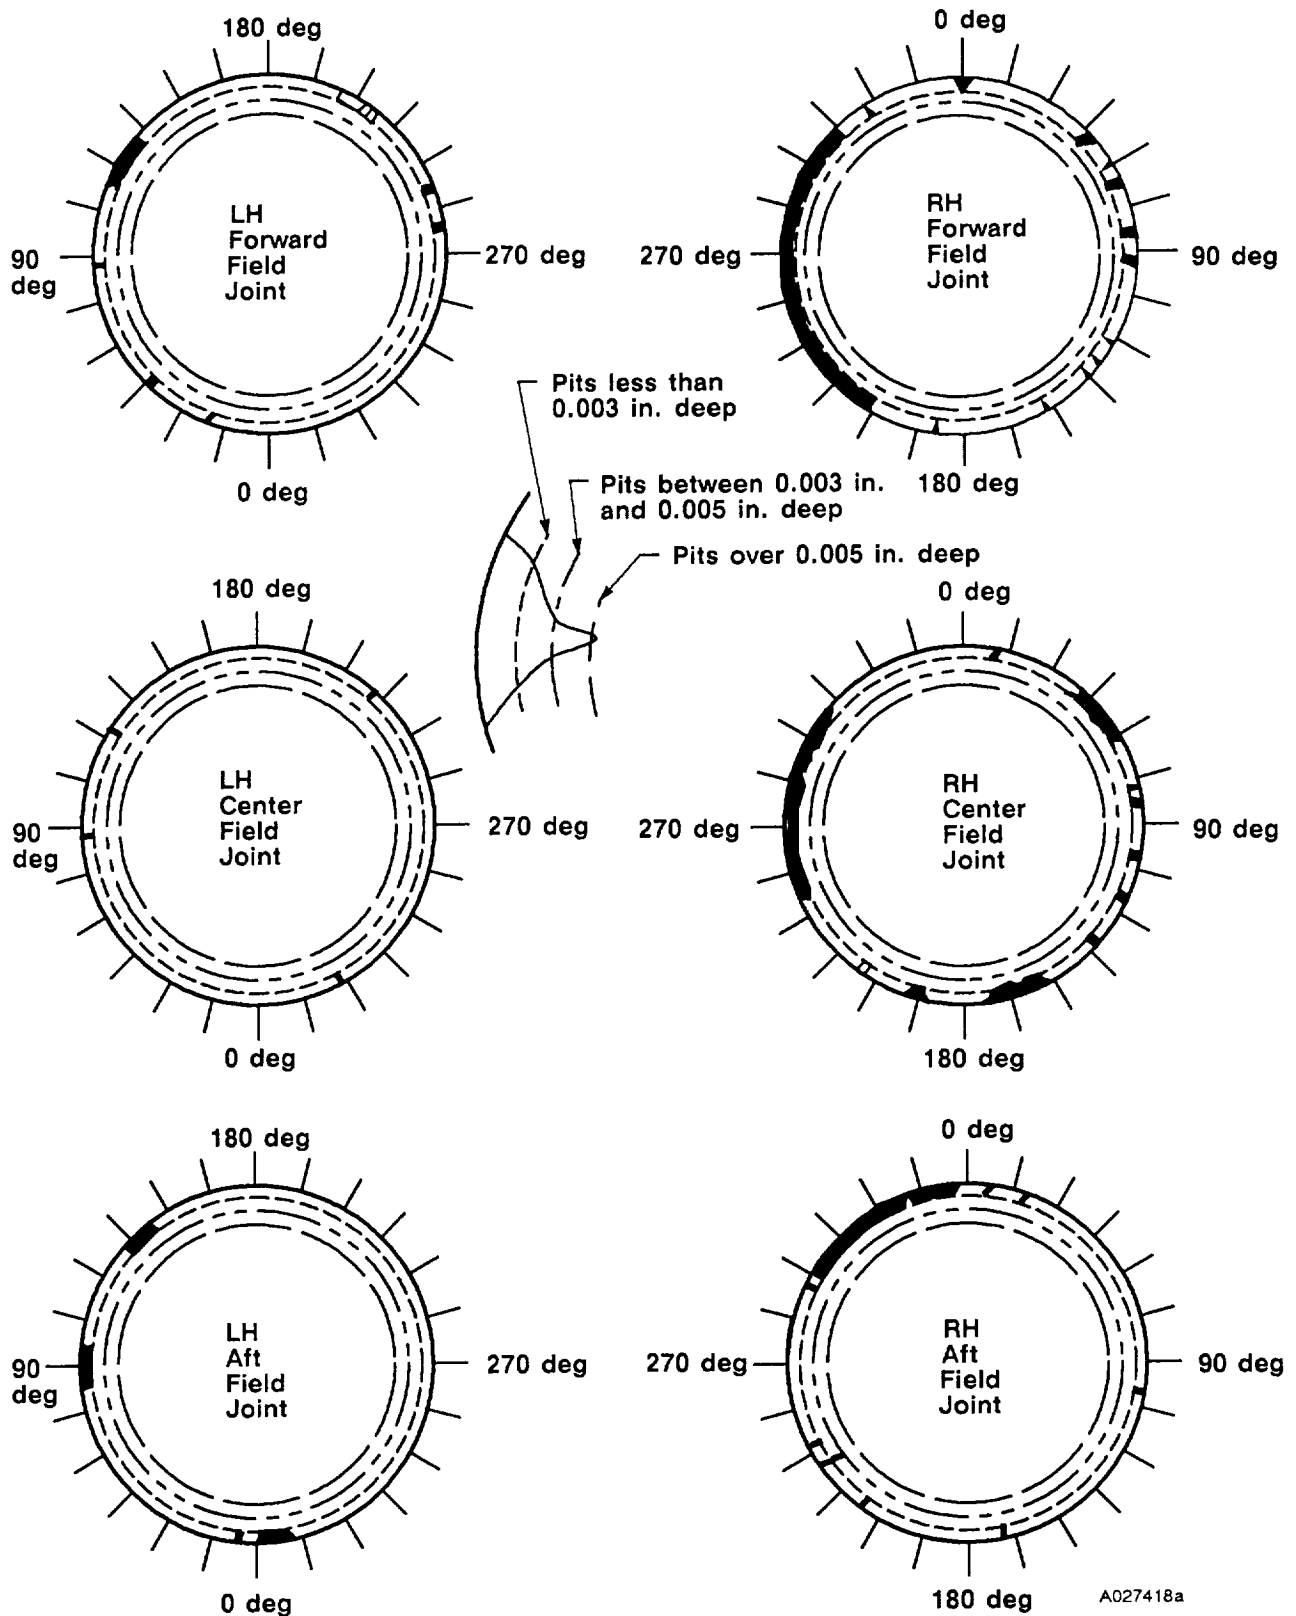 180 deg
LH
Forward
Field
Joint
90
deg
270 deg
0 deg
0 deg
RH
Forward
Field
Joint
270 deg
90 deg
180 deg
Pits less than
0.003 in. deep
Pits between 0.003 in.
and 0.005 in. deep
Pits over 0.005 in. deep
180 deg
LH
Center
Field
Joint
90
deg
270 deg
0 deg
0 deg
RH
Center
Field
Joint
270 deg
90 deg
180 deg
180 deg
LH
Aft
Field
Joint
90
deg
270 deg
0 deg
0 deg
RH
Aft
Field
Joint
270 deg
90 deg
180 deg
A027418a